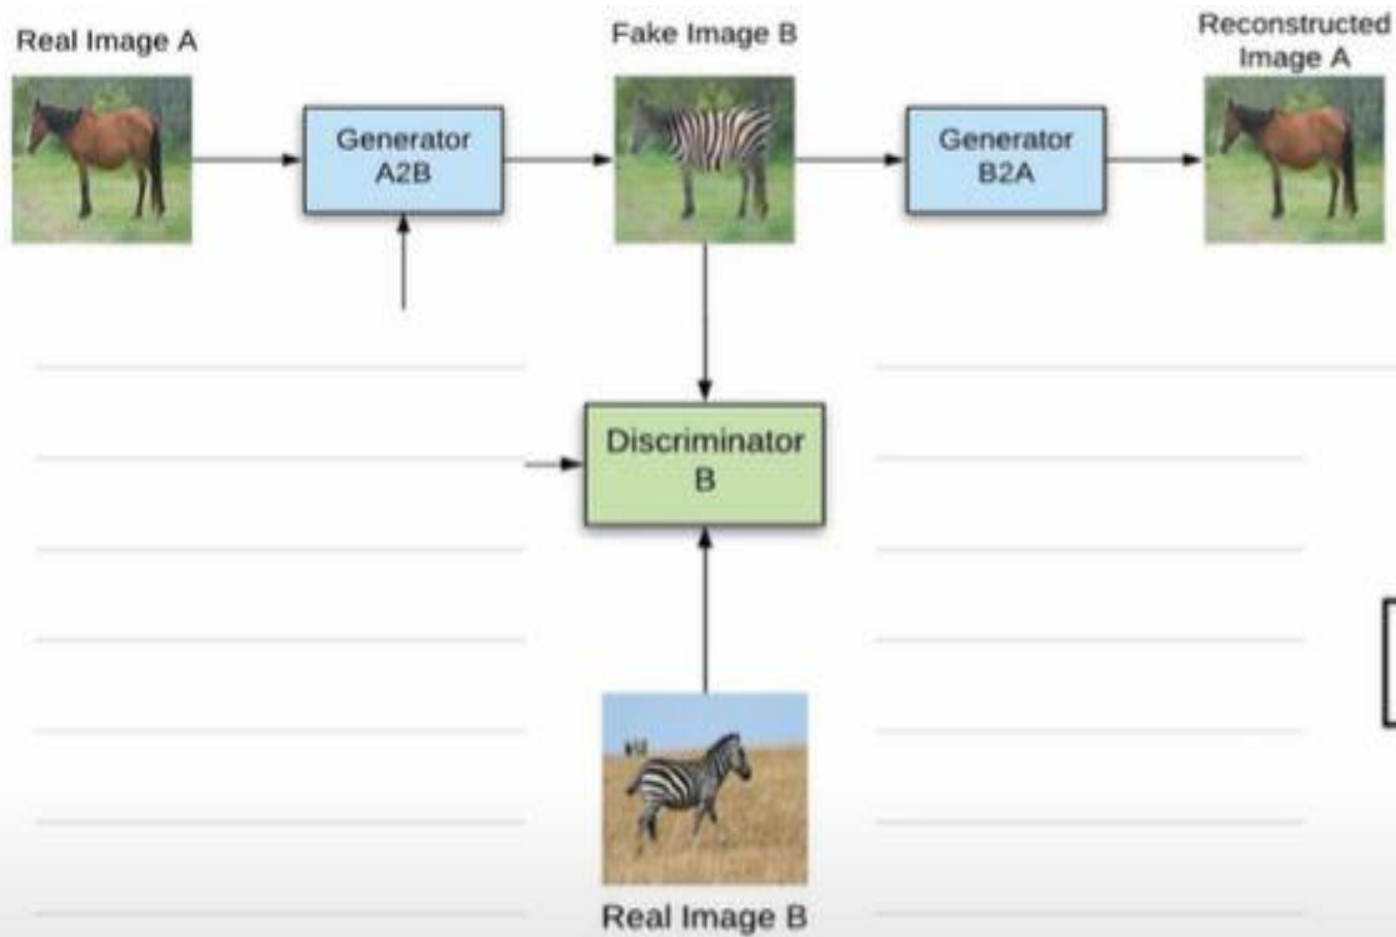 Real Image A
Fake Image B
Reconstructed
Image A
Generator
A2B
Generator
B2A
Discriminator
B
Real Image B